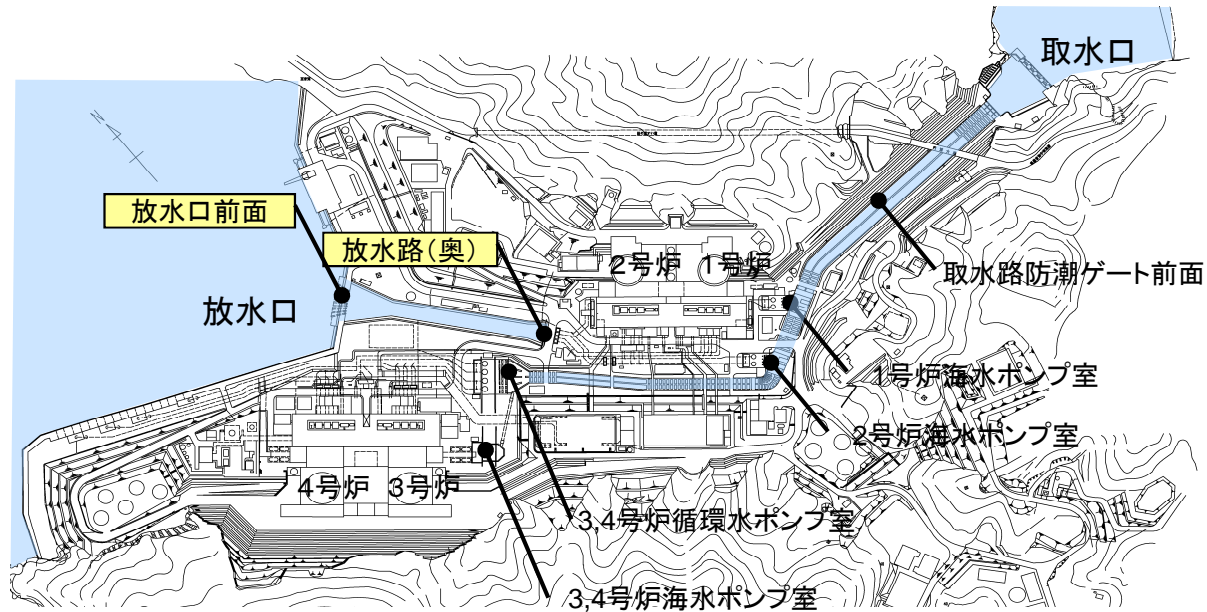 取水口
放水口前面
放水路（奥）
2号炉
1号炉
取水路防潮ゲート前面
放水口
1号炉海水ポンプ室
2号炉海水ポンプ室
4号炉
3号炉
3,4号炉循環水ポンプ室
3,4号炉海水ポンプ室
N